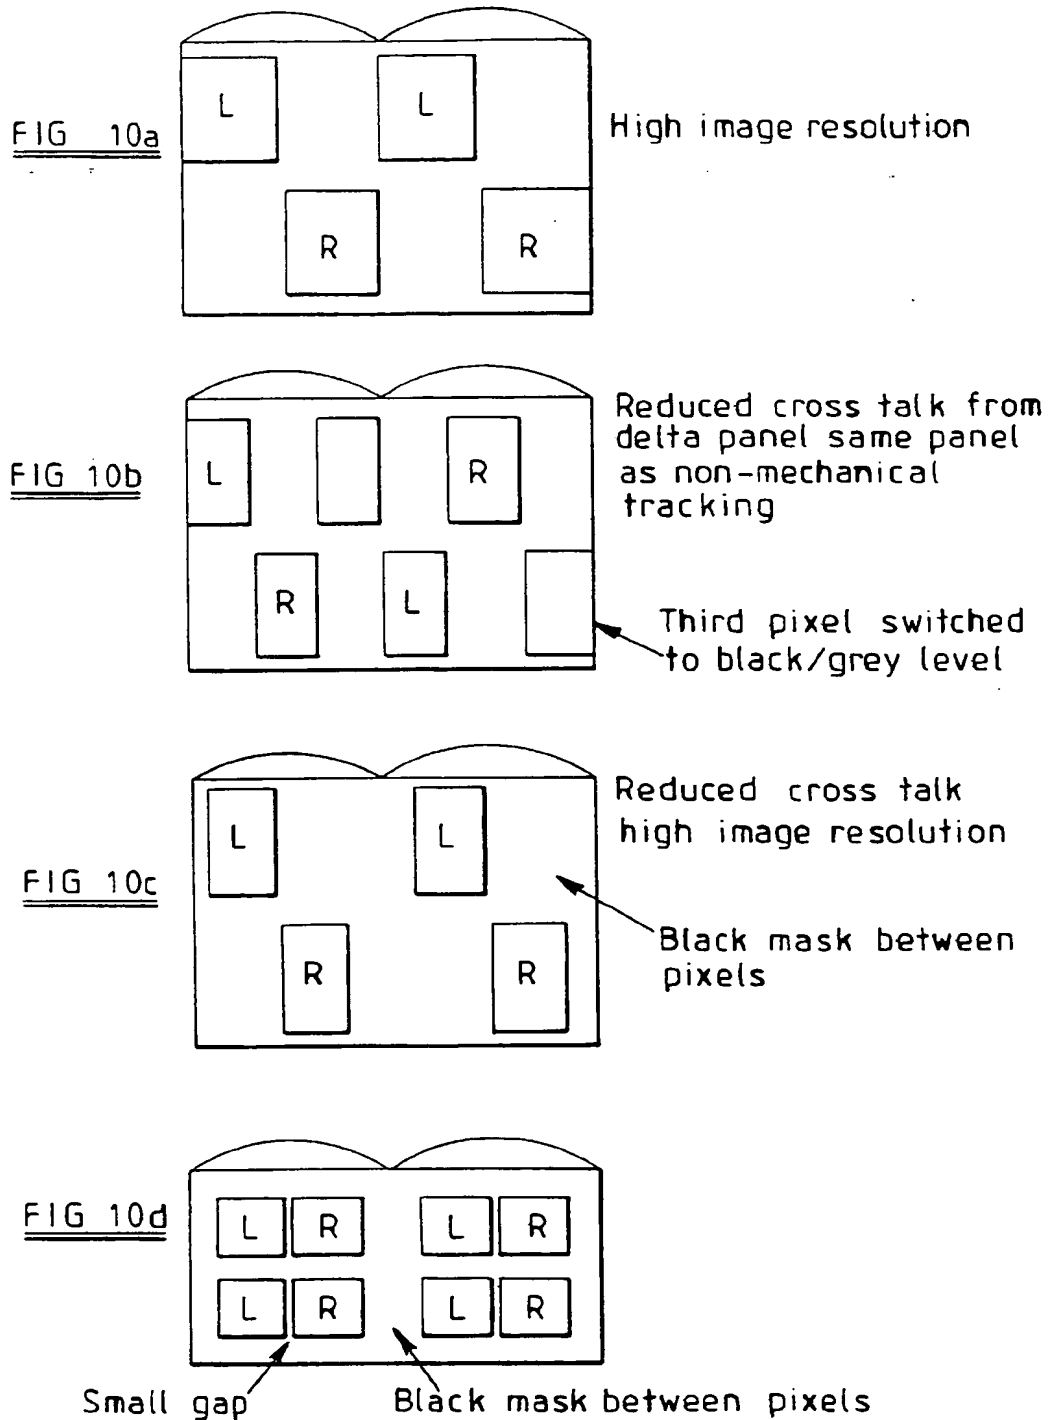 FIG 10a
L L
R R
High image resolution
FIG 10b
L R
R L
Reduced cross talk from
delta panel same panel
as non-mechanical
tracking
Third pixel switched
to black/grey level
FIG 10c
L L
R R
Reduced cross talk
high image resolution
Black mask between
pixels
FIG 10d
L R L R
L R L R
Small gap
Black mask between pixels